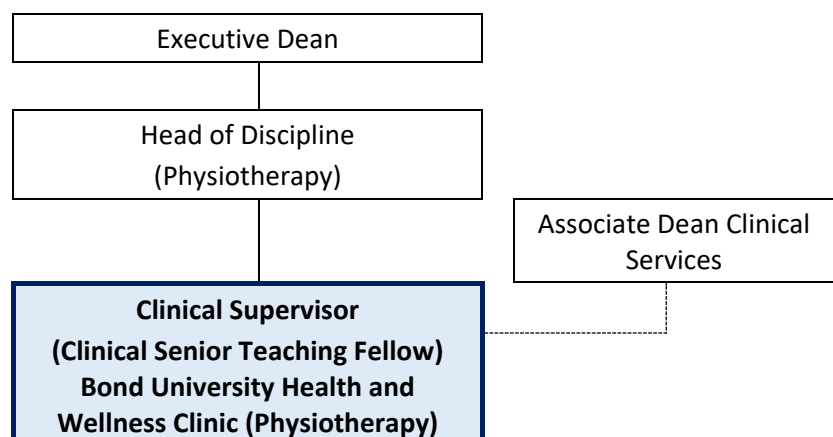 Executive Dean
Head of Discipline
(Physiotherapy)
Associate Dean Clinical
Services
Clinical Supervisor
(Clinical Senior Teaching Fellow)
Bond University Health and
Wellness Clinic (Physiotherapy)